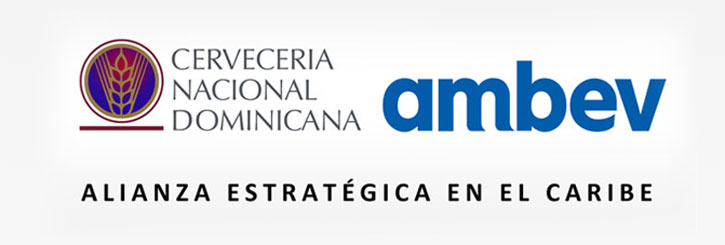 CERVECERIA
NACIONAL
DOMINICANA
ambev
ALIANZA ESTRATÉGICA EN EL CARIBE